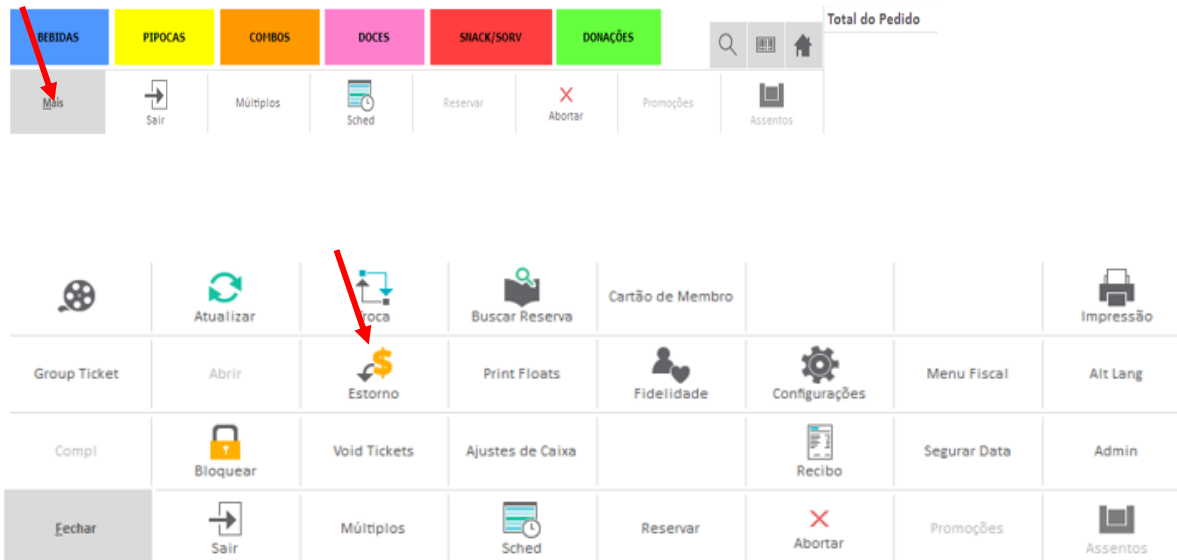 Total do Pedido
BEBIDAS PIPOCAS COMBOS DOCES SNACK/SORV DONAÇÕES
Mais Sair Múltiplos Sched Reservar Abortar Promoções Assentos
Atualizar Troca Buscar Reserva Cartão de Membro Impressão
Group Ticket Abrir Estorno Print Floats Fidelidade Configurações Menu Fiscal Alt Lang
Compl Bloquear Void Tickets Ajustes de Caixa Recibo Segurar Data Admin
Fechar Sair Múltiplos Sched Reservar Abortar Promoções Assentos